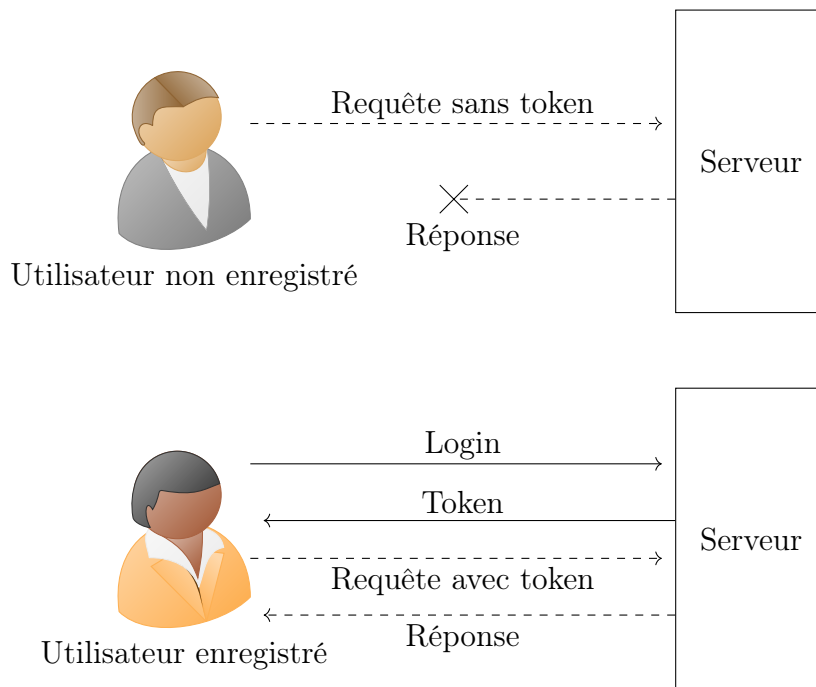 Requête sans token
Serveur
Réponse
Utilisateur non enregistré
Login
Token
Serveur
Requête avec token
Réponse
Utilisateur enregistré